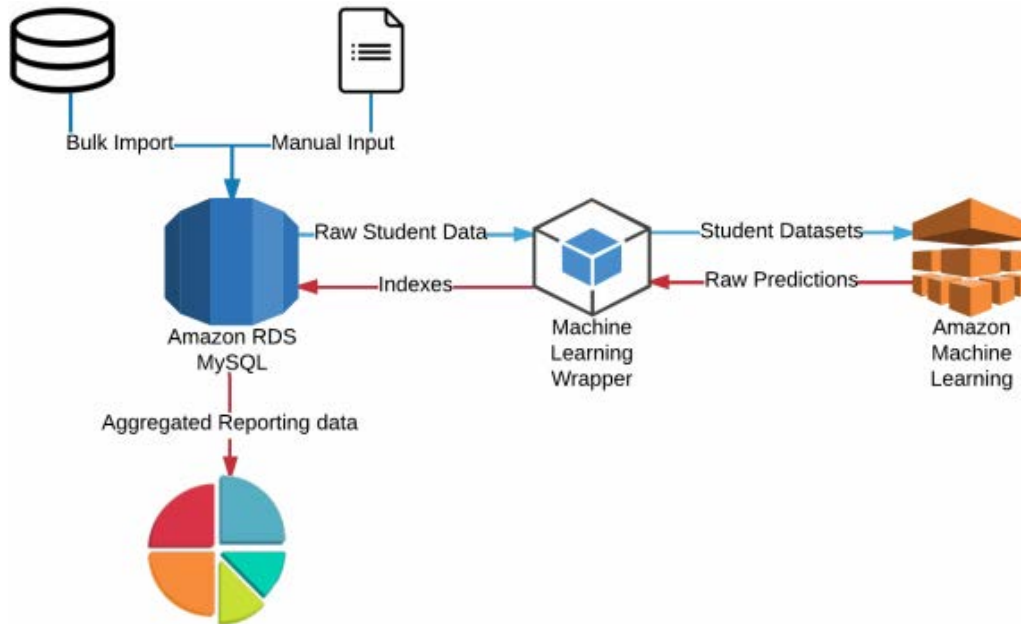 Bulk Import
Manual Input
Raw Student Data
Student Datasets
Indexes
Raw Predictions
Amazon RDS
MySQL
Machine
Learning
Wrapper
Amazon
Machine
Learning
Aggregated Reporting data